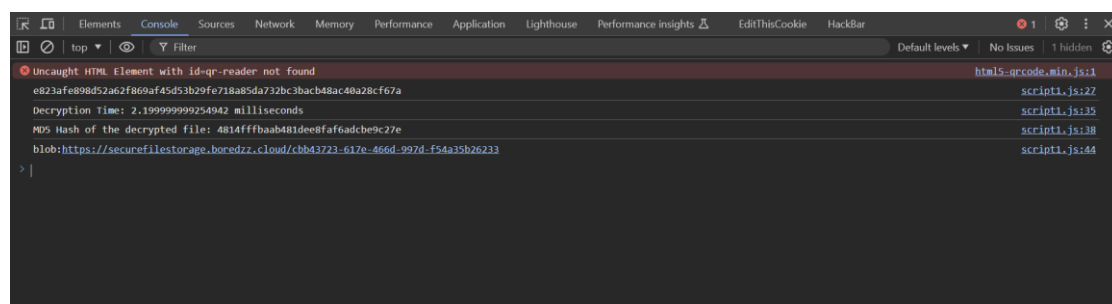 Elements Console Sources Network Memory Performance Application Lighthouse Performance insights EditThisCookie HackBar 1
top ▼ Filter Default levels ▼ No Issues 1 hidden
Uncaught HTML Element with id=qr-reader not found html5-qrcode.min.js:1
e823afe898d52a62f869af45d53b29fe718a85da732bc3bacb48ac40a28cf67a script1.js:27
Decryption Time: 2.199999999254942 milliseconds script1.js:35
MD5 Hash of the decrypted file: 4814fffbaab481dee8faf6adcbe9c27e script1.js:38
blob:https://securefilestorage.boredzz.cloud/cbb43723-617e-466d-997d-f54a35b26233 script1.js:44
>